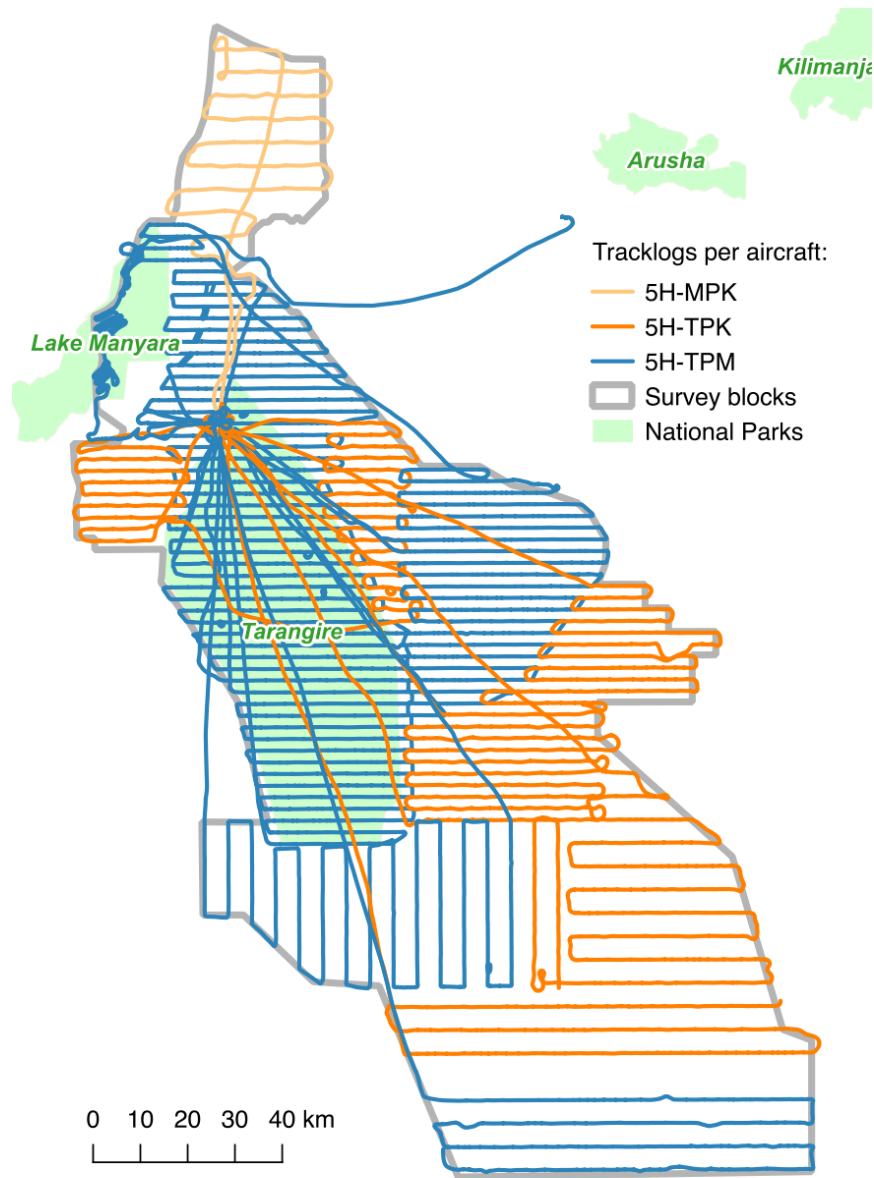 Kilimanja
Arusha
Tracklogs per aircraft:
5H-MPK
5H-TPK
5H-TPM
Survey blocks
National Parks
Lake Manyara
Tarangire
0 10 20 30 40 km